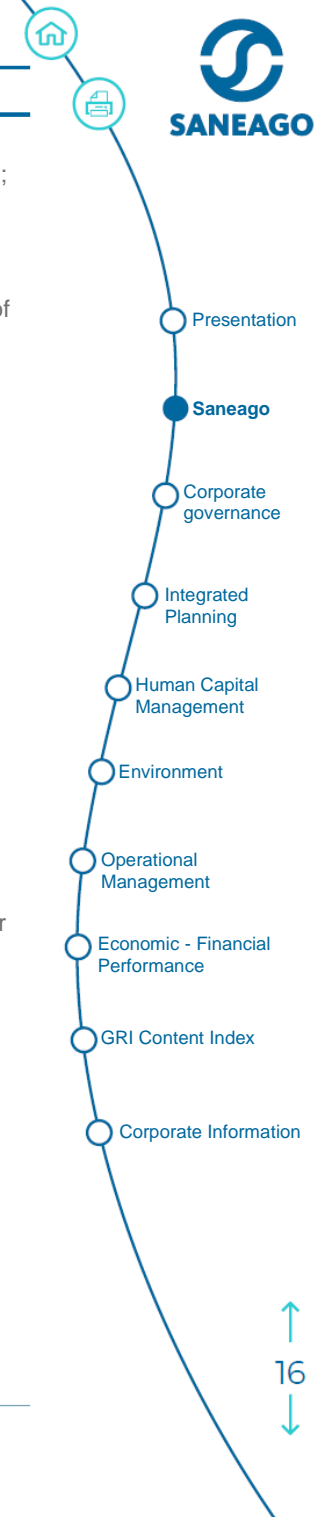 SANEAGO
;
of
Presentation
Saneago
Corporate
governance
Integrated
Planning
Human Capital
Management
Environment
Operational
Management
r
Economic - Financial
Performance
GRI Content Index
Corporate Information
16